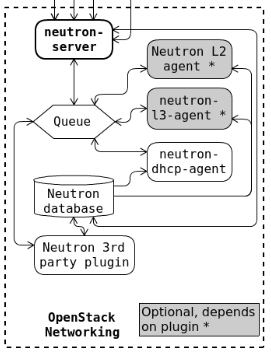 neutron-
server
Neutron L2
agent *
neutron-
l3-agent *
Queue
neutron-
dhcp-agent
Neutron
database
Neutron 3rd
party plugin
OpenStack
Networking
Optional, depends
on plugin *